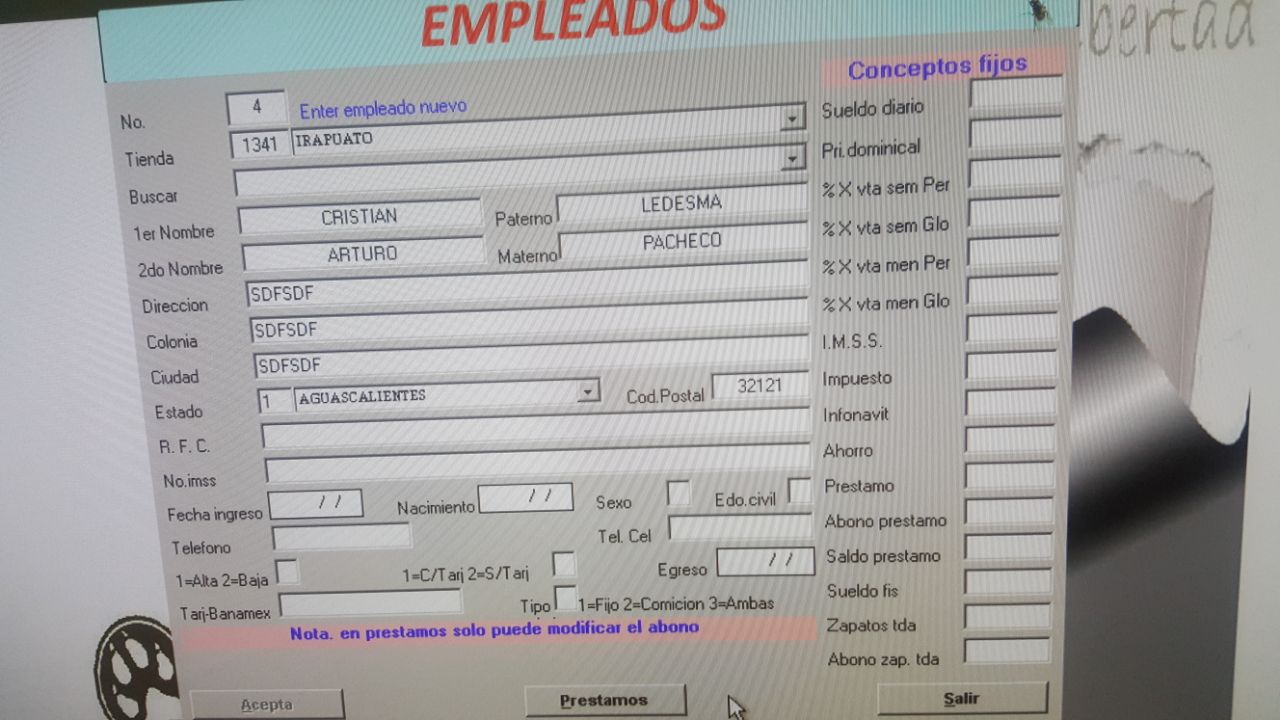 EMPLEADOS
bertad
Conceptos fijos
No. 4 Enter empleado nuevo
Tienda 1341 IRAPUATO
Buscar
1er Nombre CRISTIAN Paterno LEDESMA
2do Nombre ARTURO Materno PACHECO
Direccion SDFSDF
Colonia SDFSDF
Ciudad SDFSDF
Estado 1 AGUASCALIENTES Cod.Postal 32121
R. F. C.
No.imss
Fecha ingreso / / Nacimiento / / Sexo Edo.civil
Telefono Tel. Cel
1=Alta 2=Baja 1=C/Tarj 2=S/Tarj Egreso / /
Tarj-Banamex Tipo 1=Fijo 2=Comicion 3=Ambas
Nota. en prestamos solo puede modificar el abono
Sueldo diario
Pri.dominical
% X vta sem Per
% X vta sem Glo
% X vta men Per
% X vta men Glo
I.M.S.S.
Impuesto
Infonavit
Ahorro
Prestamo
Abono prestamo
Saldo prestamo
Sueldo fis
Zapatos tda
Abono zap. tda
Acepta Prestamos Salir